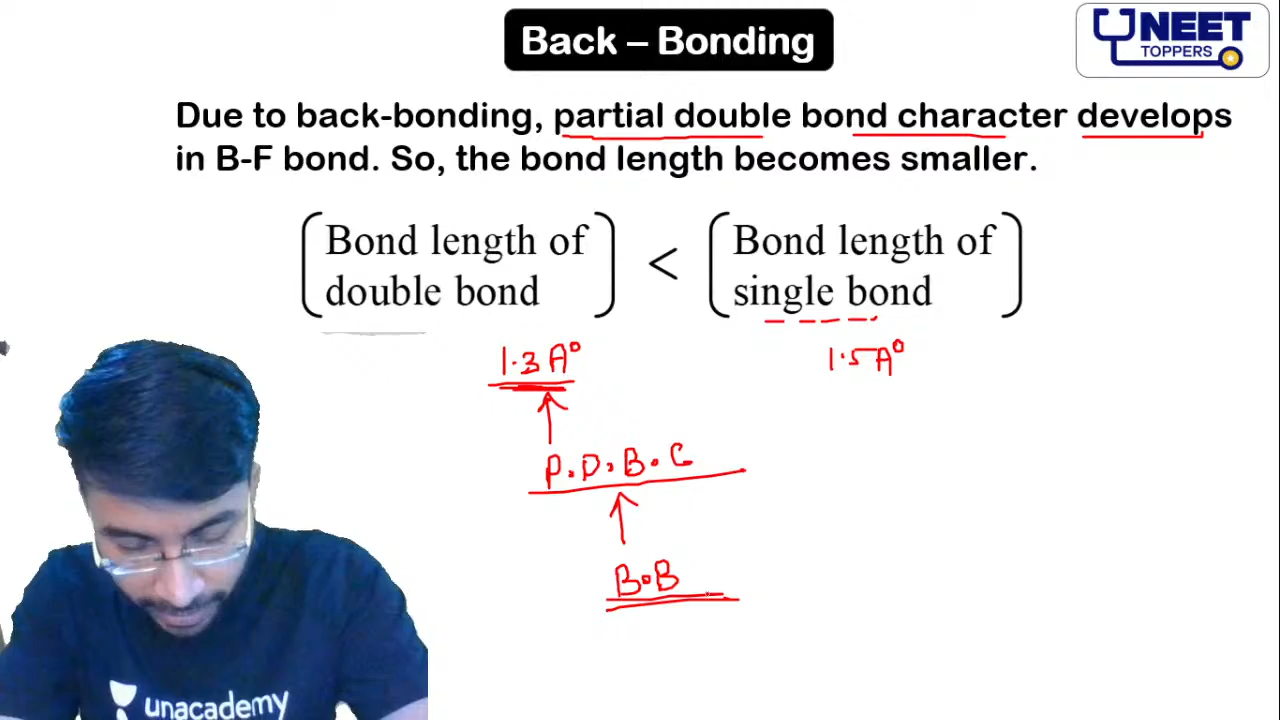 Back – Bonding
NEET
TOPPERS
Due to back-bonding, partial double bond character develops
in B-F bond. So, the bond length becomes smaller.
Bond length of double bond < Bond length of single bond
1.3 A° 1.5 A°
P.D.B.C
B.B
unacademy